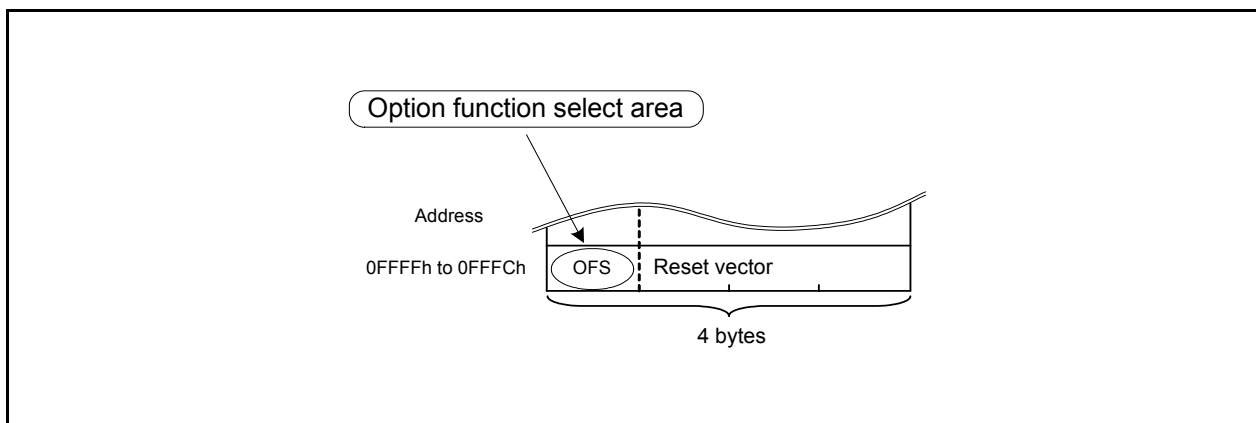 Option function select area
Address
0FFFFh to 0FFFCh
OFS
Reset vector
4 bytes